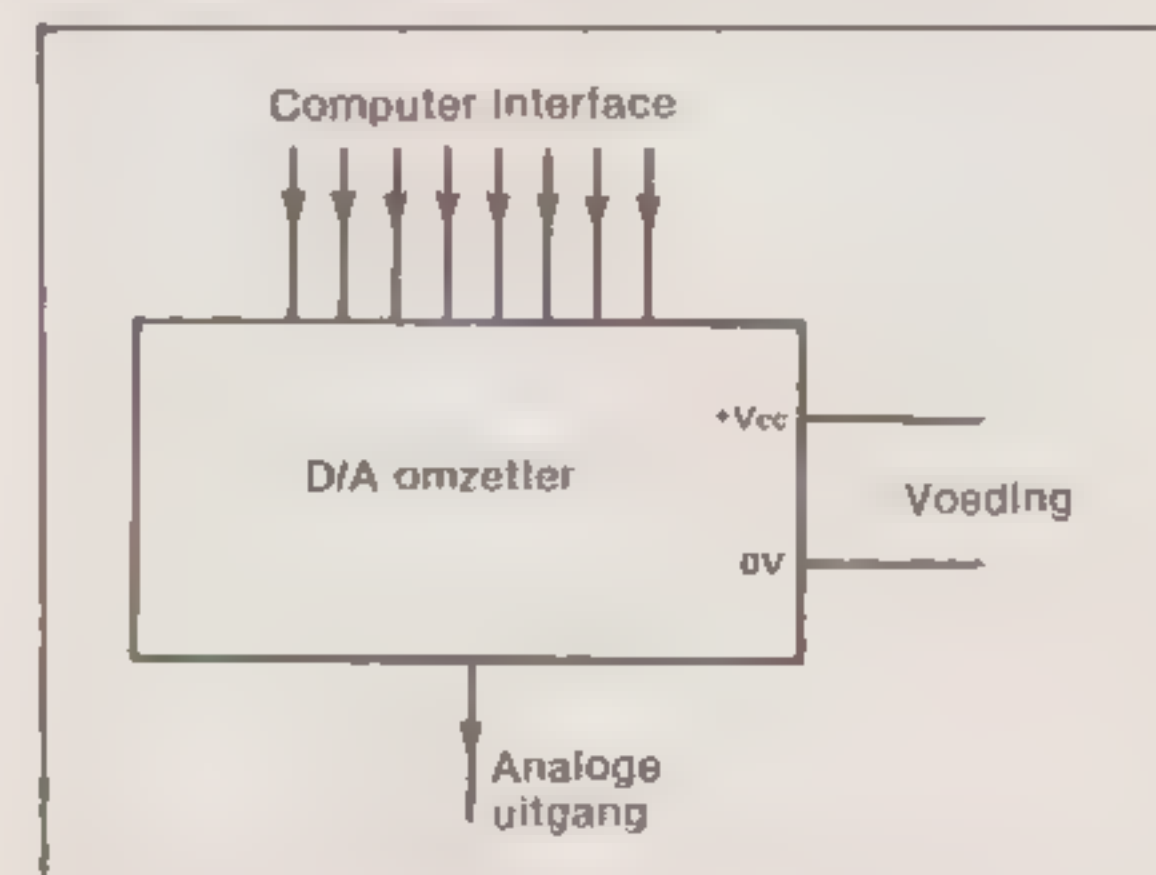 Computer Interface
+Vcc
D/A omzetter
Voeding
0V
Analoge
uitgang